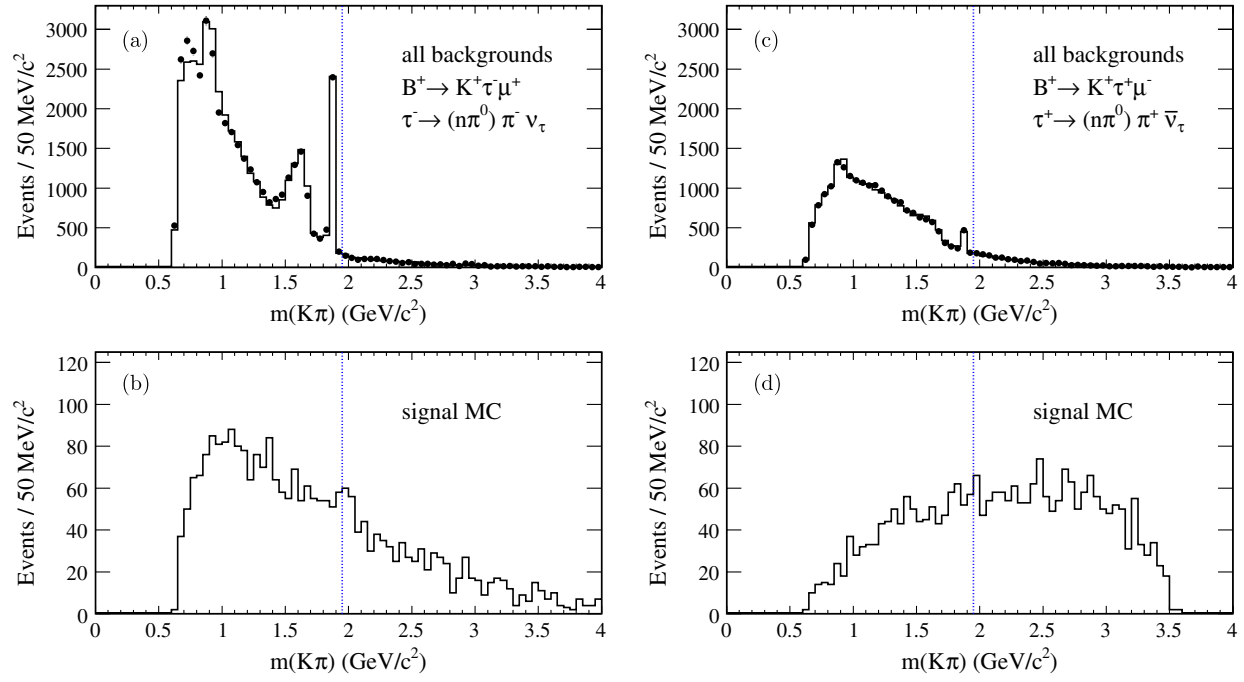 (a)
all backgrounds
B⁺→ K⁺τ⁻μ⁺
τ⁻→ (nπ⁰) π⁻ ν_τ
Events / 50 MeV/c²
3000
2500
2000
1500
1000
500
0
0 0.5 1 1.5 2 2.5 3 3.5 4
m(Kπ) (GeV/c²)
(c)
all backgrounds
B⁺→ K⁺τ⁺μ⁻
τ⁺→ (nπ⁰) π⁺ ν̅_τ
Events / 50 MeV/c²
3000
2500
2000
1500
1000
500
0
0 0.5 1 1.5 2 2.5 3 3.5 4
m(Kπ) (GeV/c²)
(b)
signal MC
Events / 50 MeV/c²
120
100
80
60
40
20
0
0 0.5 1 1.5 2 2.5 3 3.5 4
m(Kπ) (GeV/c²)
(d)
signal MC
Events / 50 MeV/c²
120
100
80
60
40
20
0
0 0.5 1 1.5 2 2.5 3 3.5 4
m(Kπ) (GeV/c²)